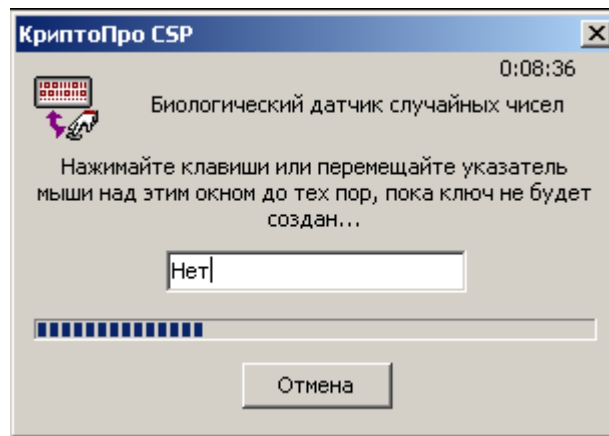 КриптоПро CSP
0:08:36
Биологический датчик случайных чисел
Нажимайте клавиши или перемещайте указатель
мыши над этим окном до тех пор, пока ключ не будет
создан...
Нет
Отмена